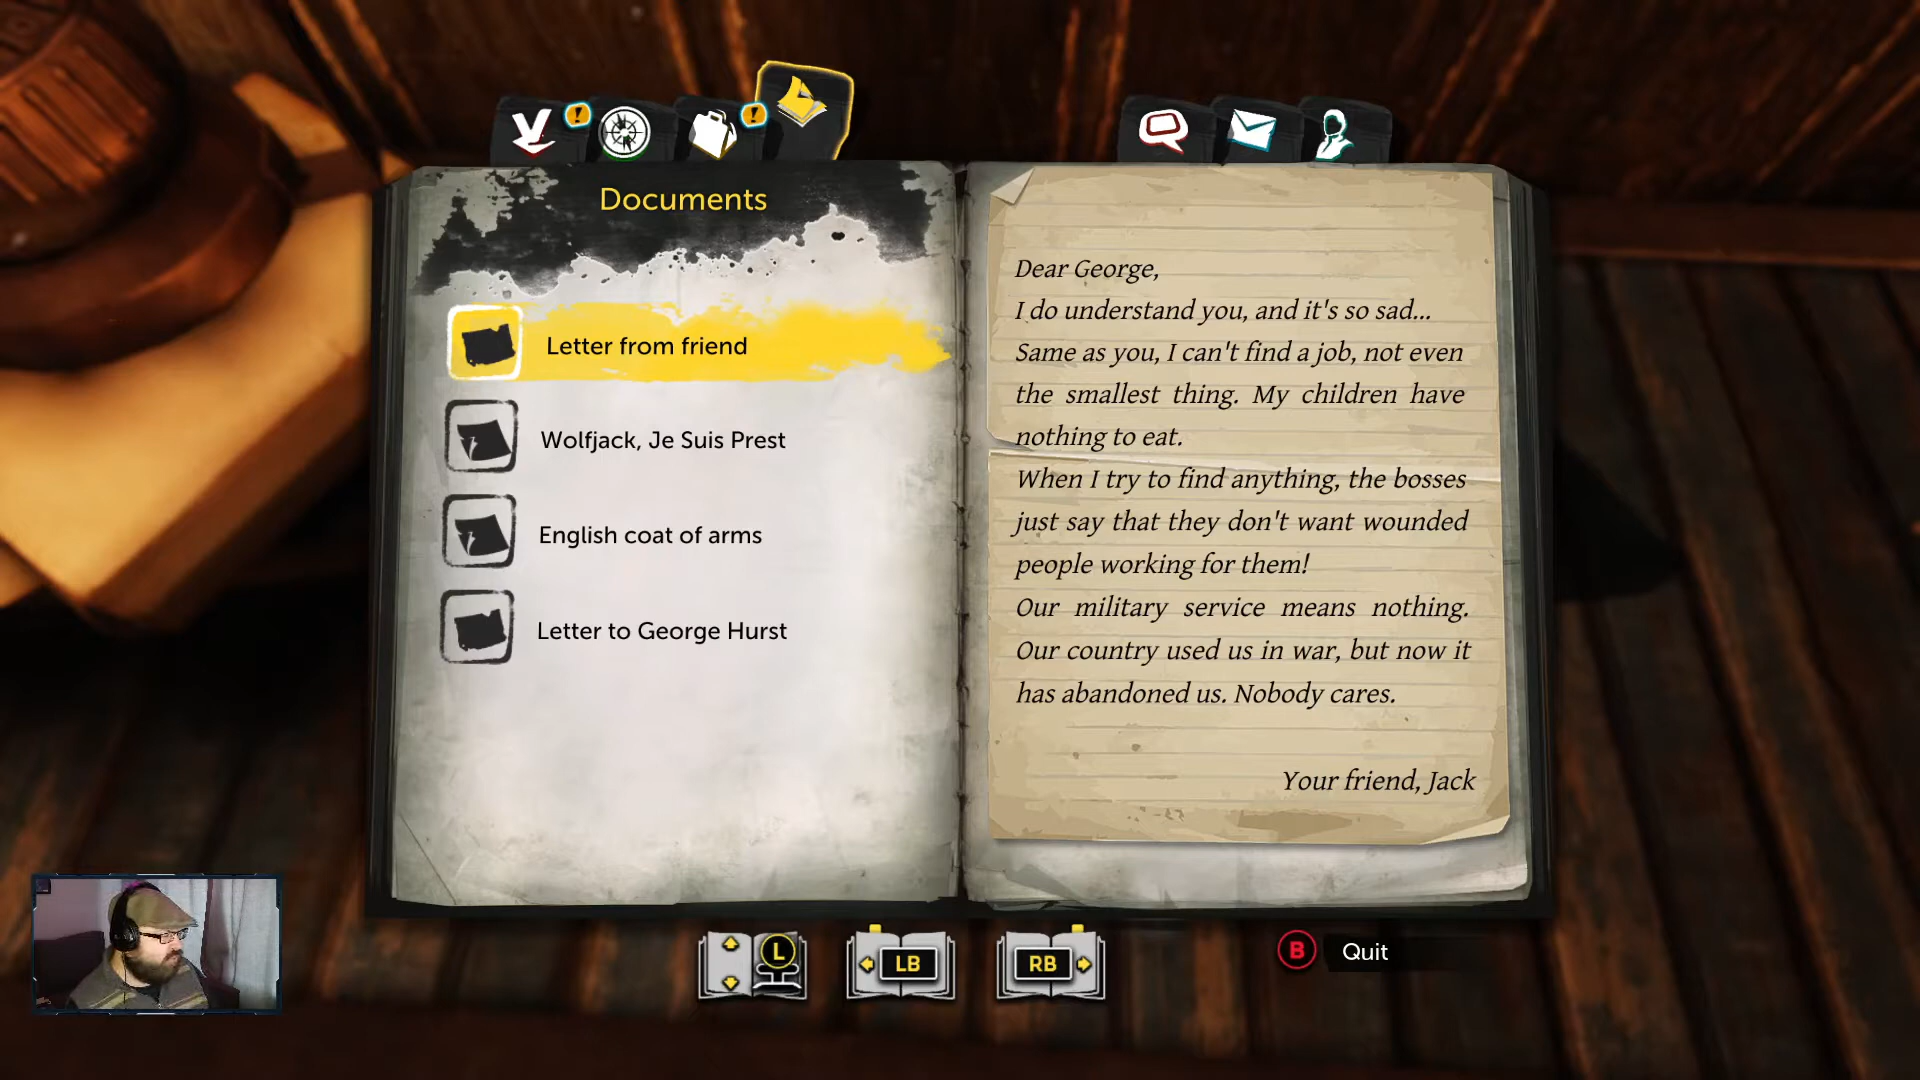 Documents
Letter from friend
Wolfjack, Je Suis Prest
English coat of arms
Letter to George Hurst
Dear George,
I do understand you, and it's so sad...
Same as you, I can't find a job, not even
the smallest thing. My children have
nothing to eat.
When I try to find anything, the bosses
just say that they don't want wounded
people working for them!
Our military service means nothing.
Our country used us in war, but now it
has abandoned us. Nobody cares.
Your friend, Jack
L
LB
RB
B Quit